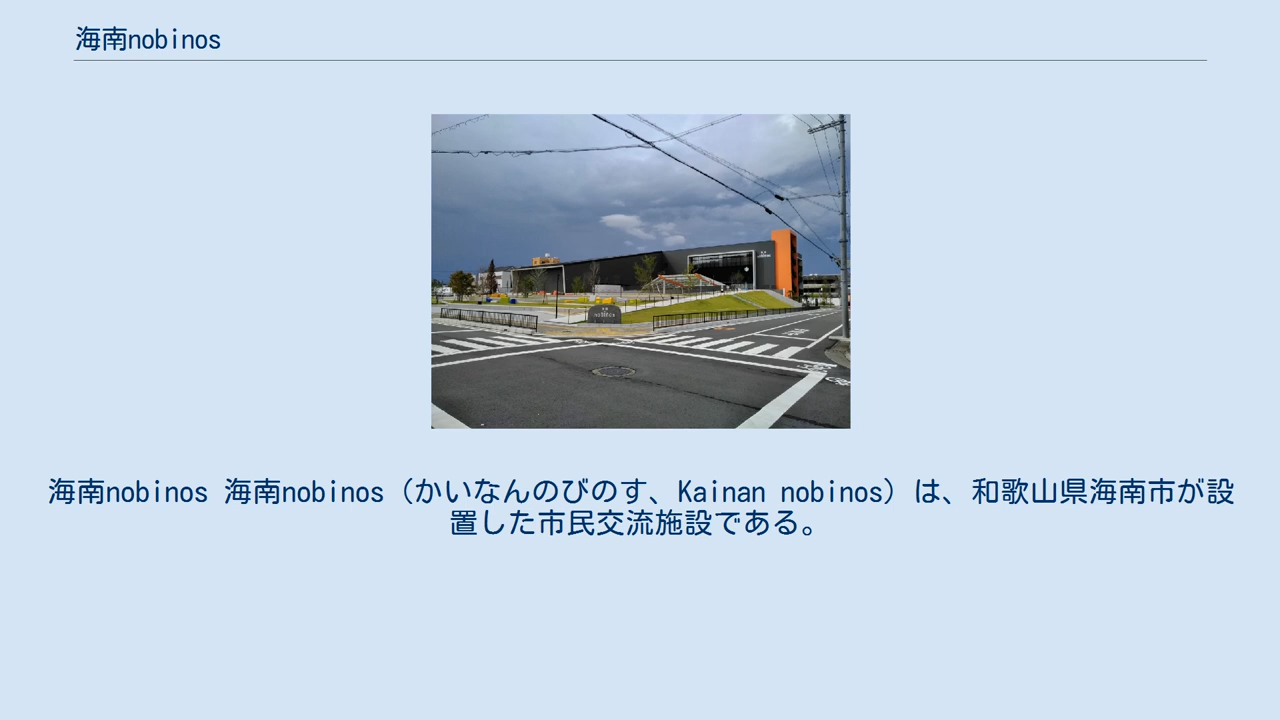 海南nobinos
海南nobinos 海南nobinos（かいなんのびのす、Kainan nobinos）は、和歌山県海南市が設
置した市民交流施設である。
nobinos